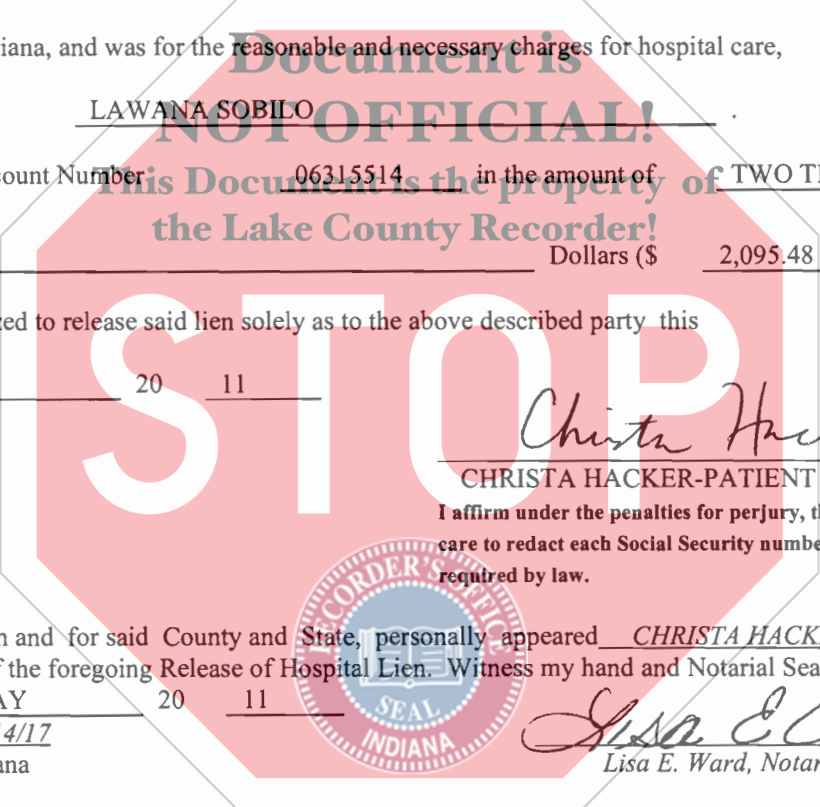 iana, and was for the reasonable and necessary charges for hospital care,
Document is
LAWANA SOBILO .
NOT OFFICIAL!
count Number 06315514 in the amount of TWO T
This Document is the property of
the Lake County Recorder!
Dollars ($ 2,095.48
STOP
zed to release said lien solely as to the above described party this
20 11
Christa Hac
CHRISTA HACKER-PATIENT
I affirm under the penalties for perjury, t
care to redact each Social Security numbe
required by law.
RECORDER'S OFFICE
SEAL
INDIANA
n and for said County and State, personally appeared CHRISTA HACK
f the foregoing Release of Hospital Lien. Witness my hand and Notarial Sea
AY 20 11
4/17
Lisa E.
ana
Lisa E. Ward, Notar